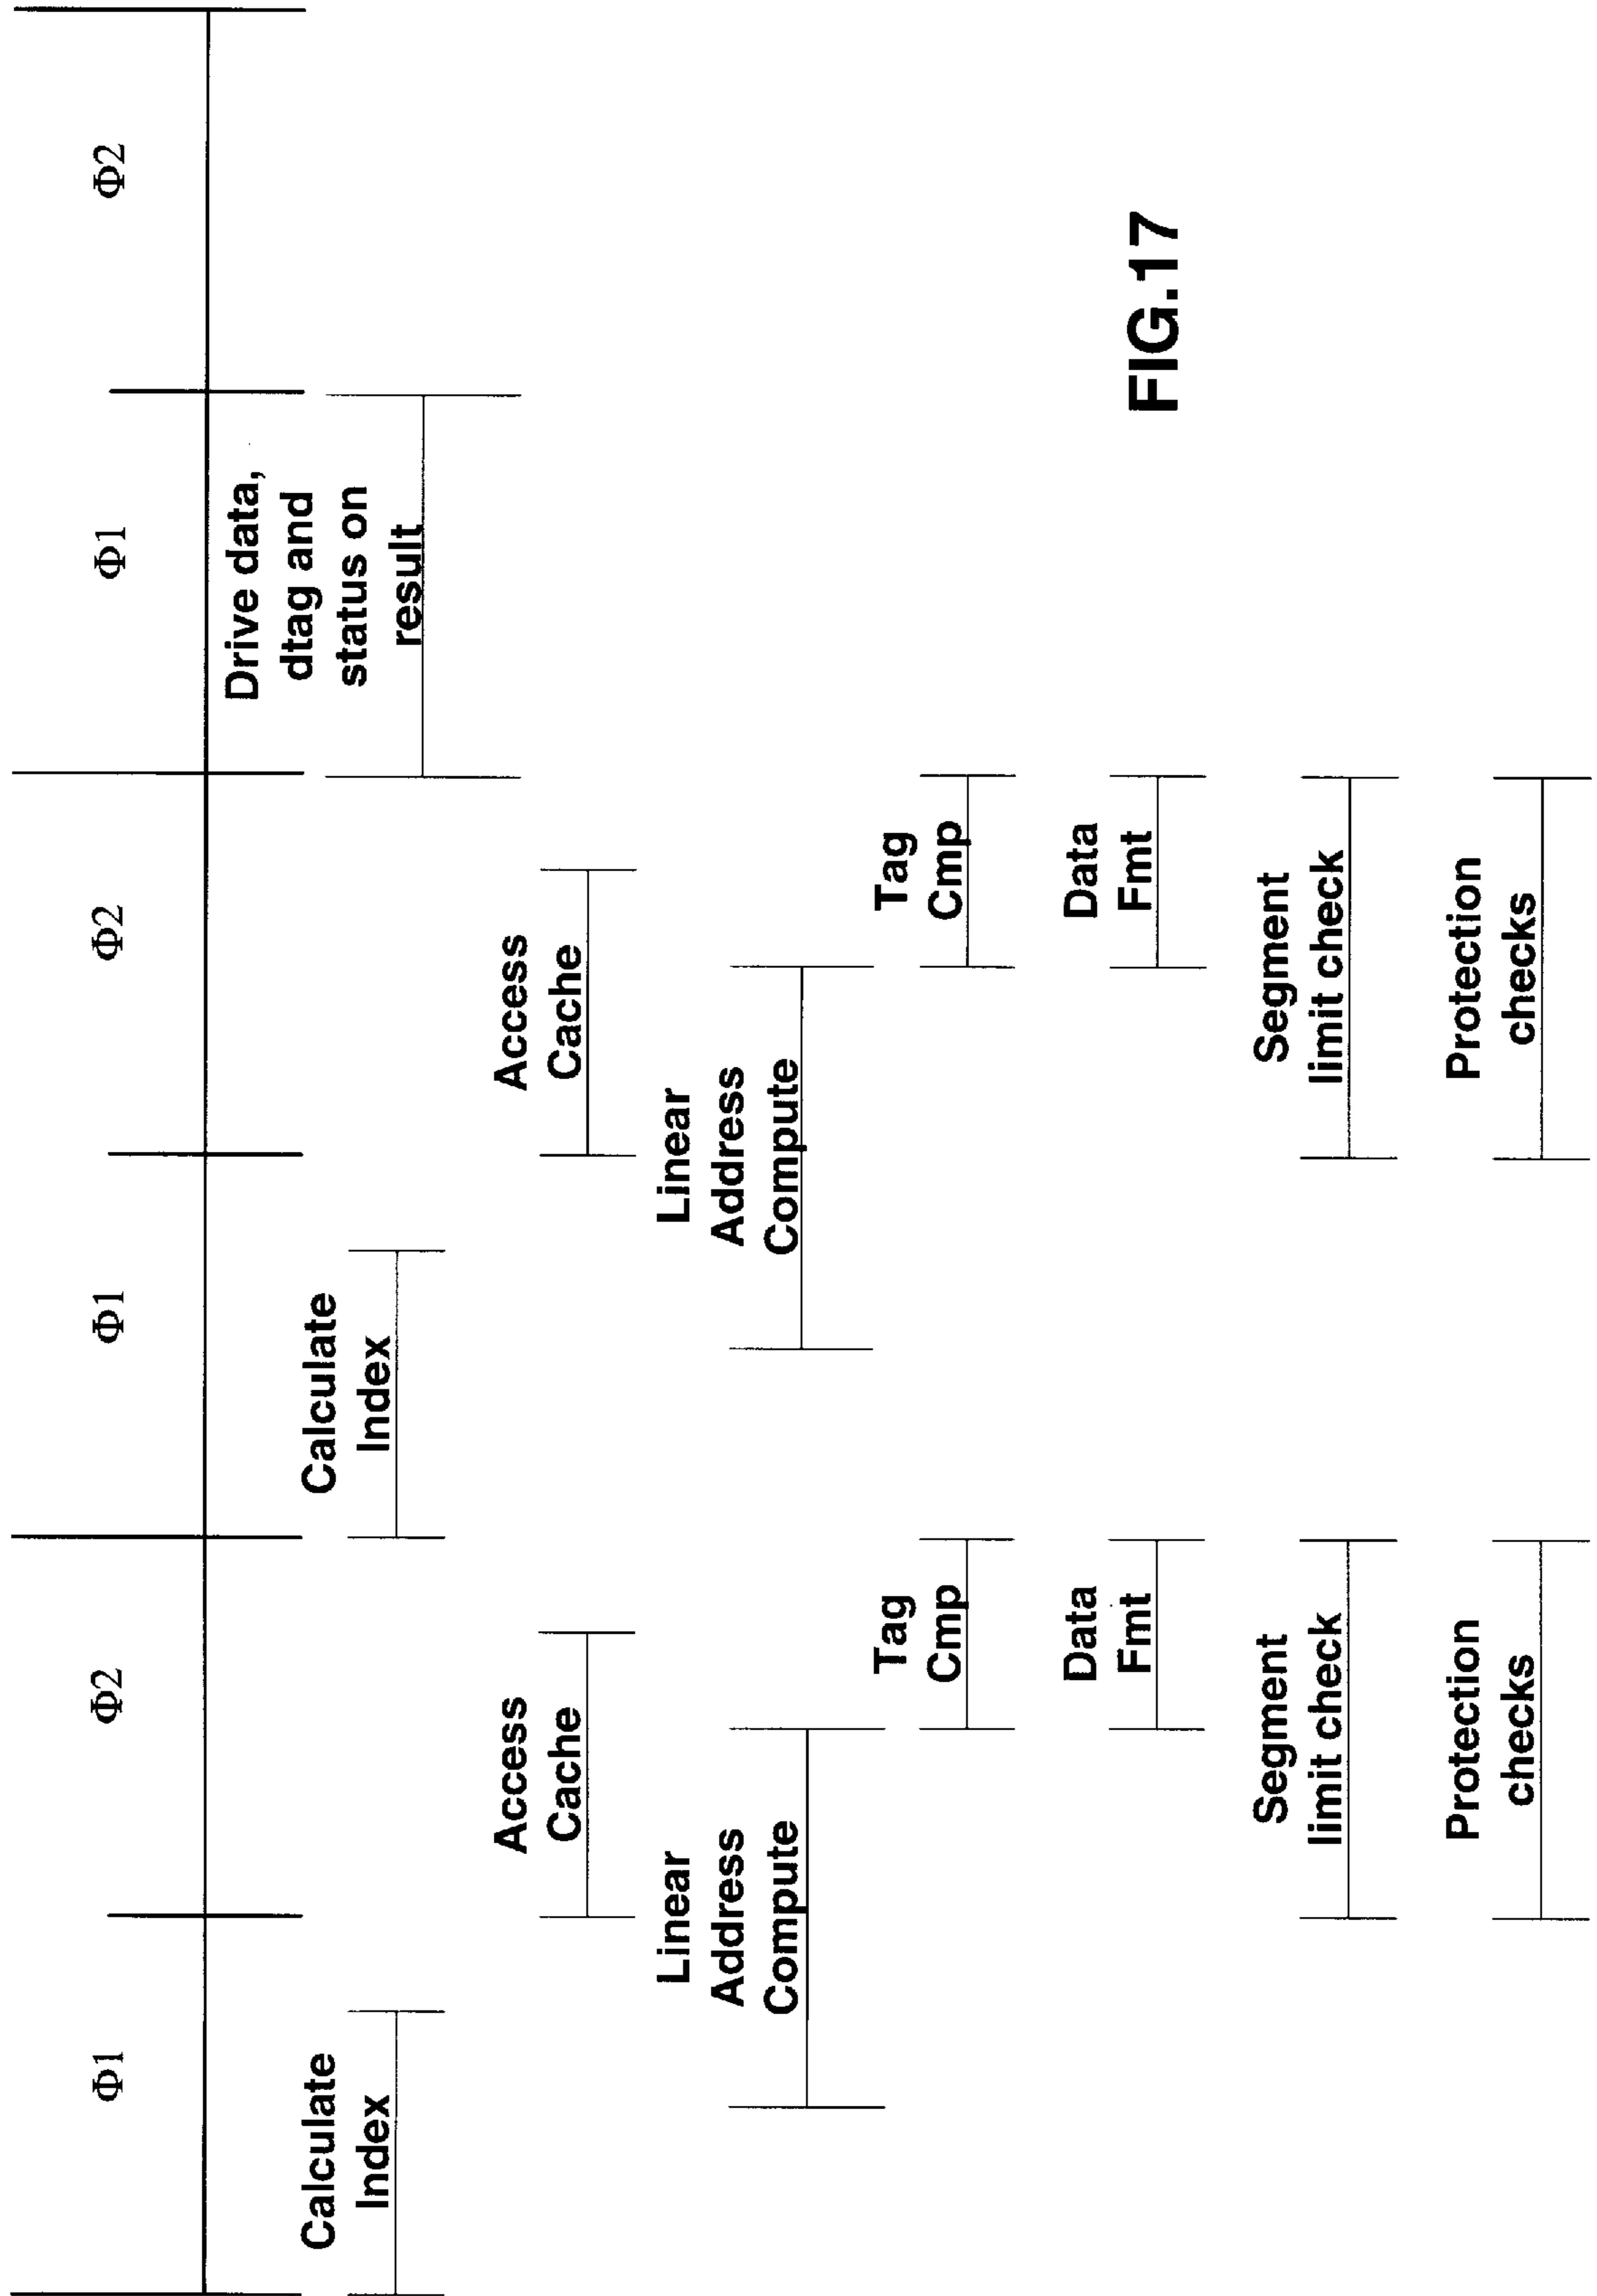 Φ1
Φ2
Φ1
Φ2
Φ1
Φ2
Calculate
Index
Calculate
Index
Drive data,
dtag and
status on
result
Access
Cache
Access
Cache
Linear
Address
Compute
Linear
Address
Compute
Tag
Cmp
Tag
Cmp
Data
Fmt
Data
Fmt
Segment
limit check
Segment
limit check
Protection
checks
Protection
checks
FIG.17